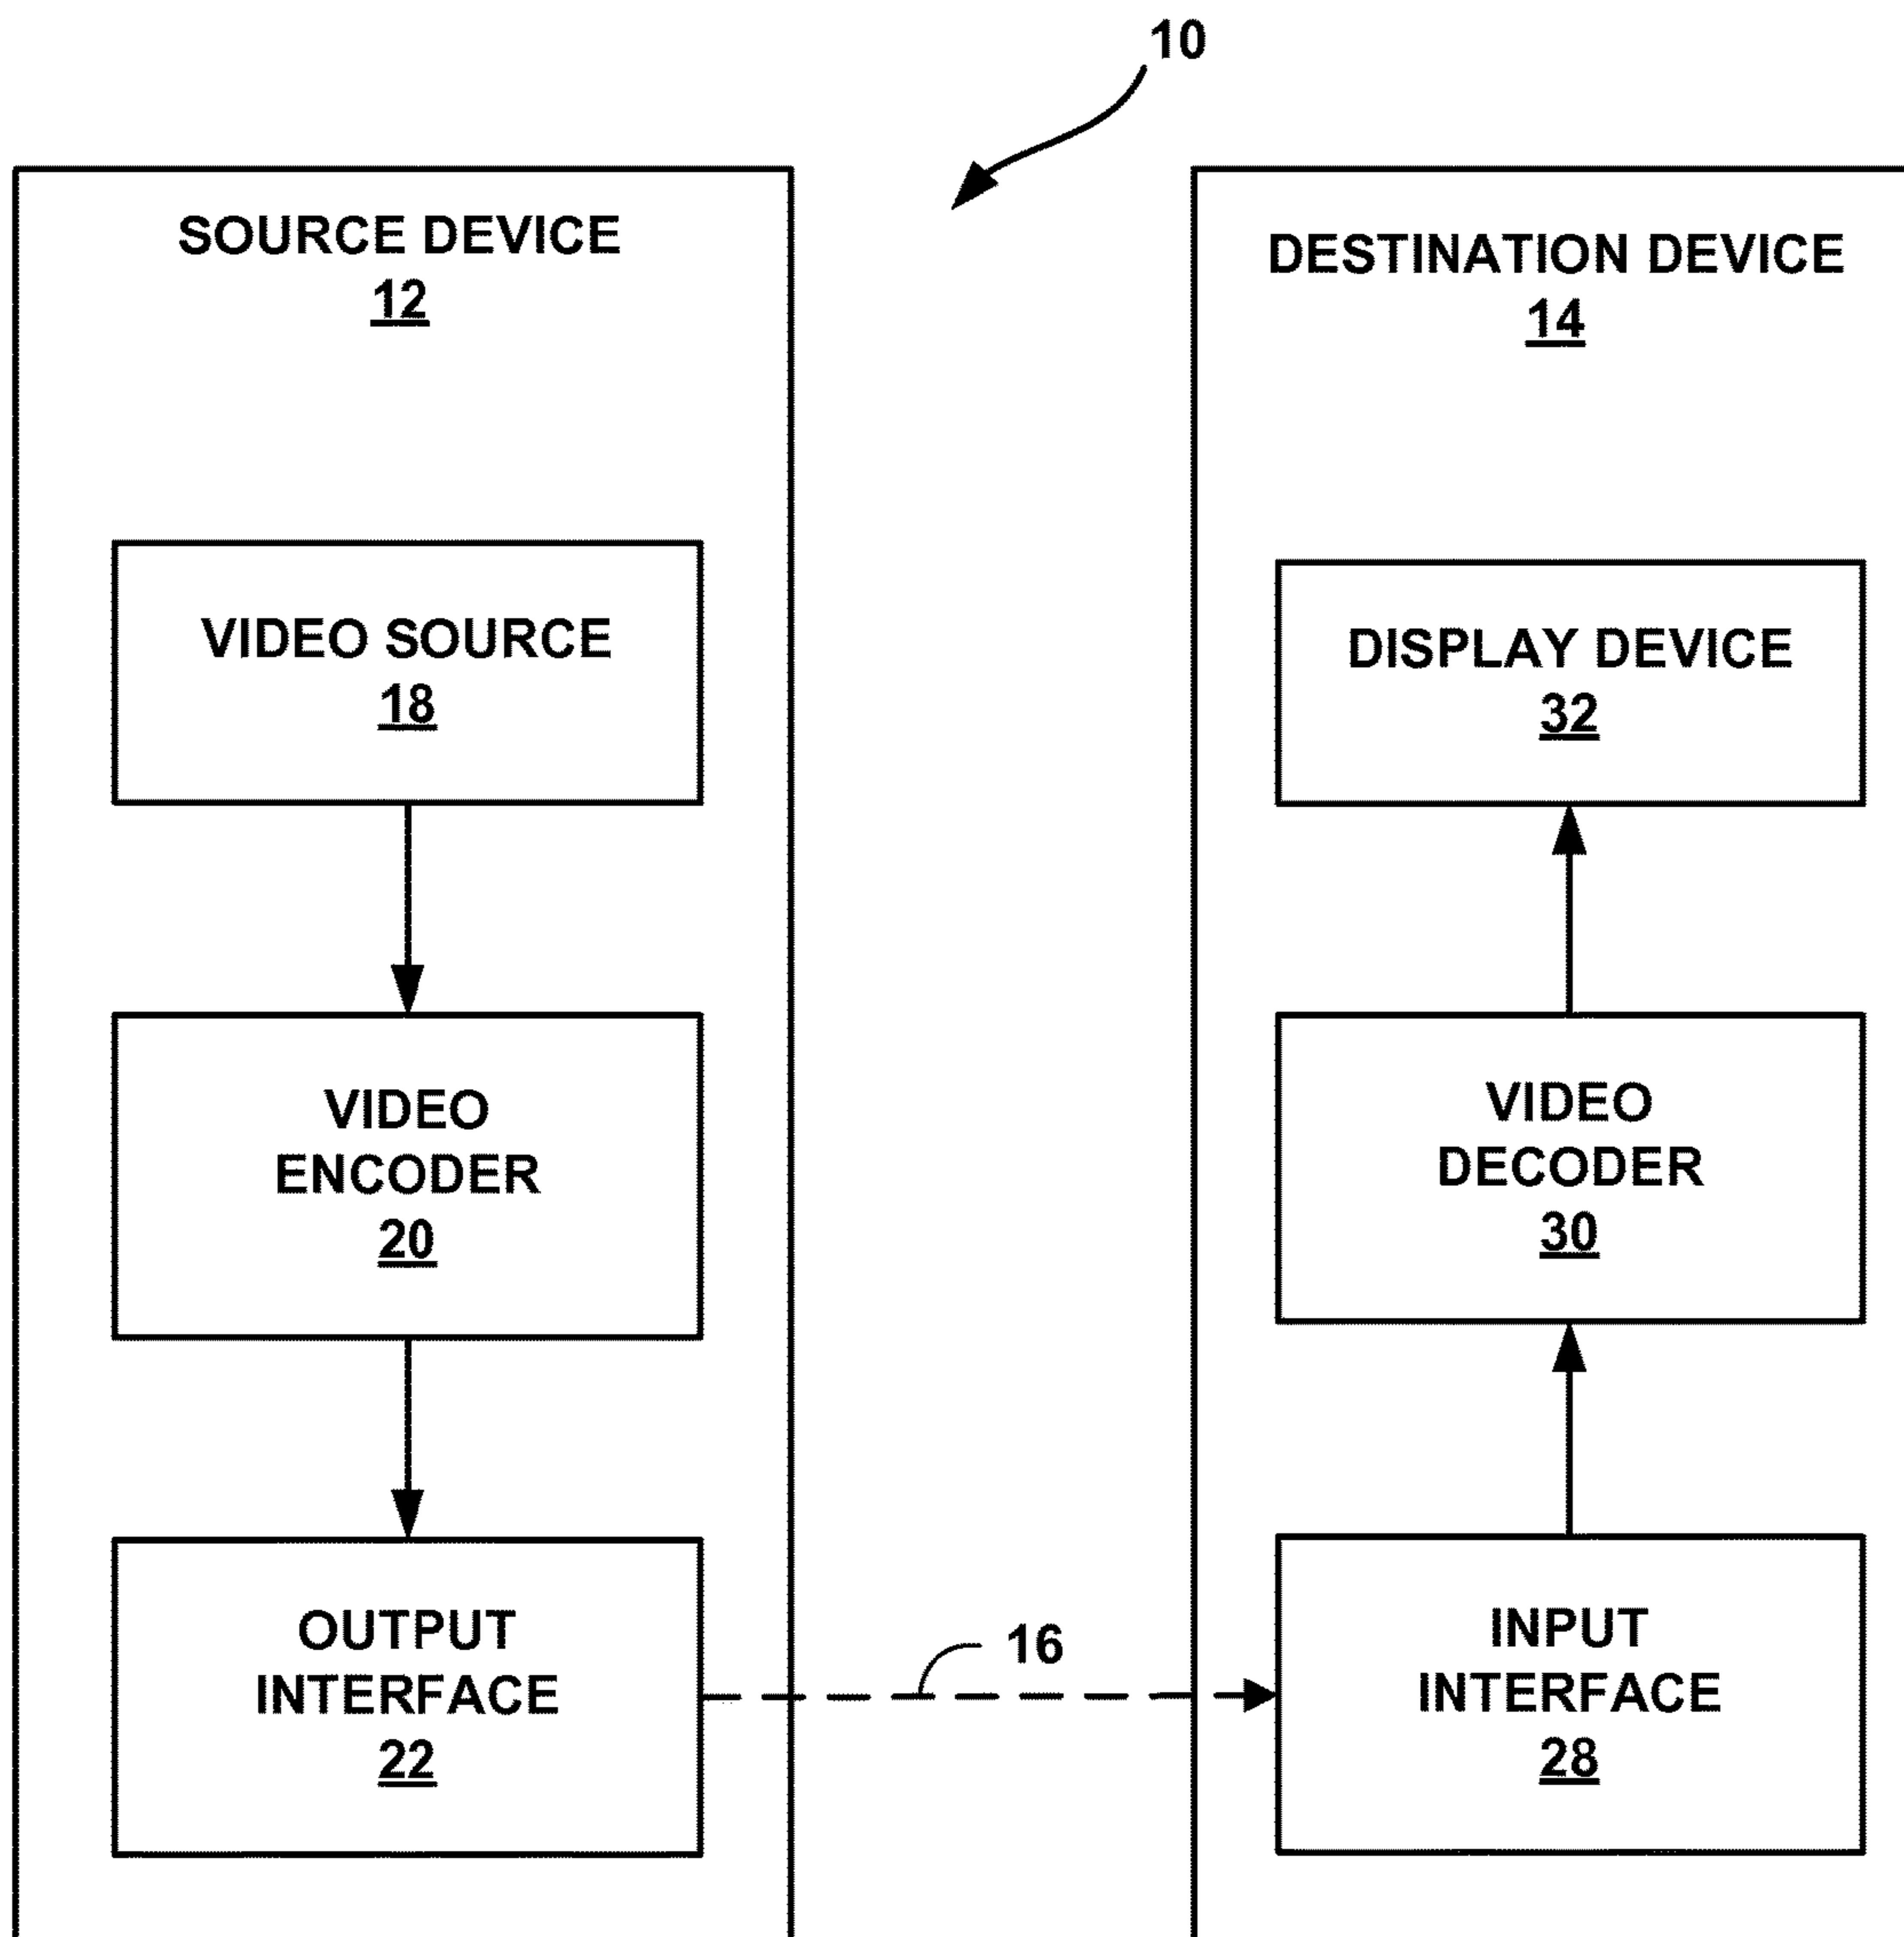 10
SOURCE DEVICE
12
VIDEO SOURCE
18
VIDEO
ENCODER
20
OUTPUT
INTERFACE
22
16
DESTINATION DEVICE
14
DISPLAY DEVICE
32
VIDEO
DECODER
30
INPUT
INTERFACE
28